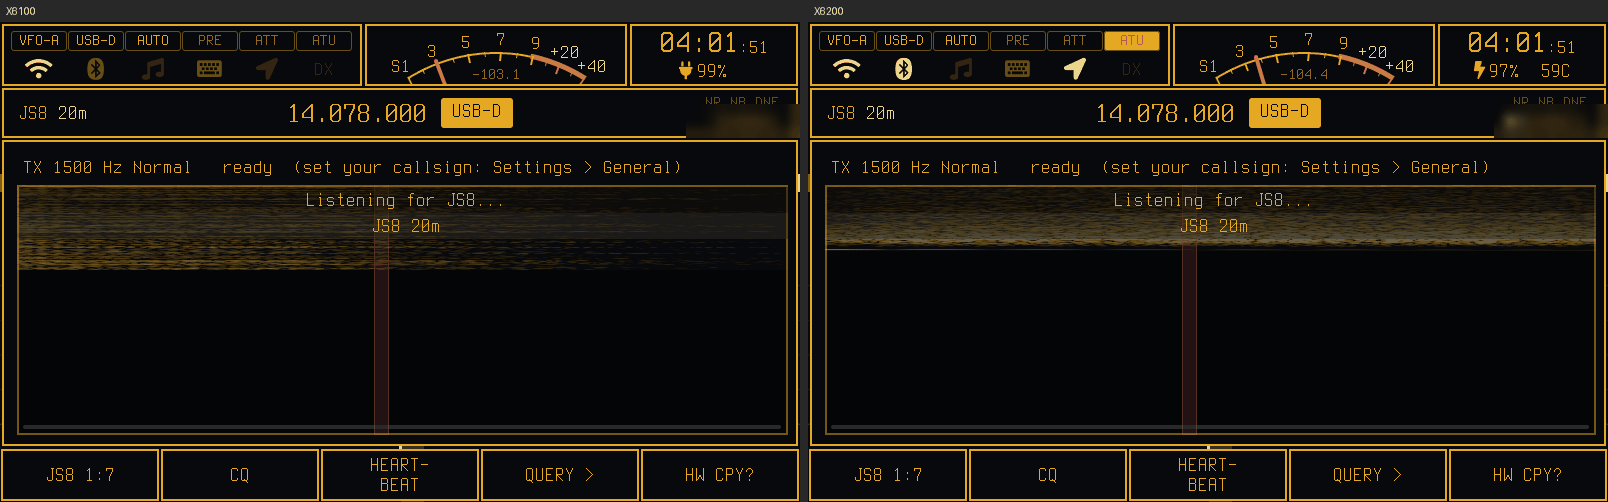 X6100
VFO-A USB-D AUTO PRE ATT ATU
DX
S1 3 5 7 9 +20 +40
-103.1
04:01:51
99%
JS8 20m 14.078.000 USB-D
NR NB DNF
TX 1500 Hz Normal ready (set your callsign: Settings > General)
Listening for JS8...
JS8 20m
JS8 1:7 CQ HEART-
BEAT QUERY > HW CPY?
X6200
VFO-A USB-D AUTO PRE ATT ATU
DX
S1 3 5 7 9 +20 +40
-104.4
04:01:51
97% 59C
JS8 20m 14.078.000 USB-D
NR NB DNF
TX 1500 Hz Normal ready (set your callsign: Settings > General)
Listening for JS8...
JS8 20m
JS8 1:7 CQ HEART-
BEAT QUERY > HW CPY?